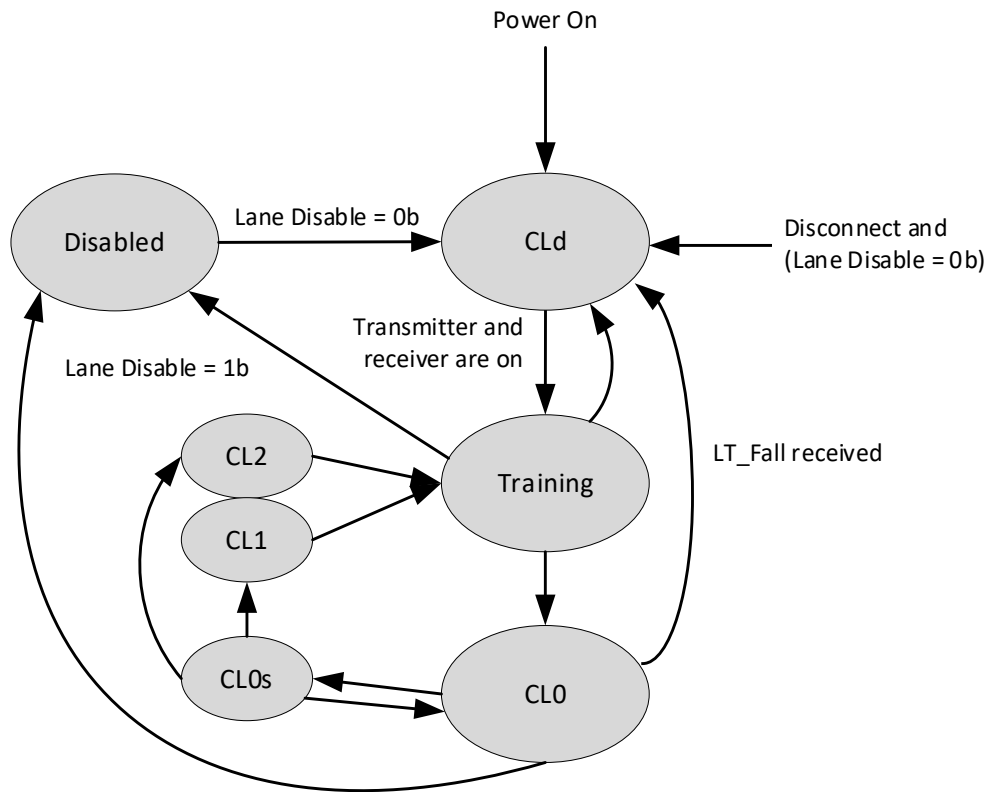 Power On
Disabled
Lane Disable = 0b
CLd
Disconnect and
(Lane Disable = 0b)
Transmitter and
receiver are on
Lane Disable = 1b
CL2
Training
LT_Fall received
CL1
CL0s
CL0